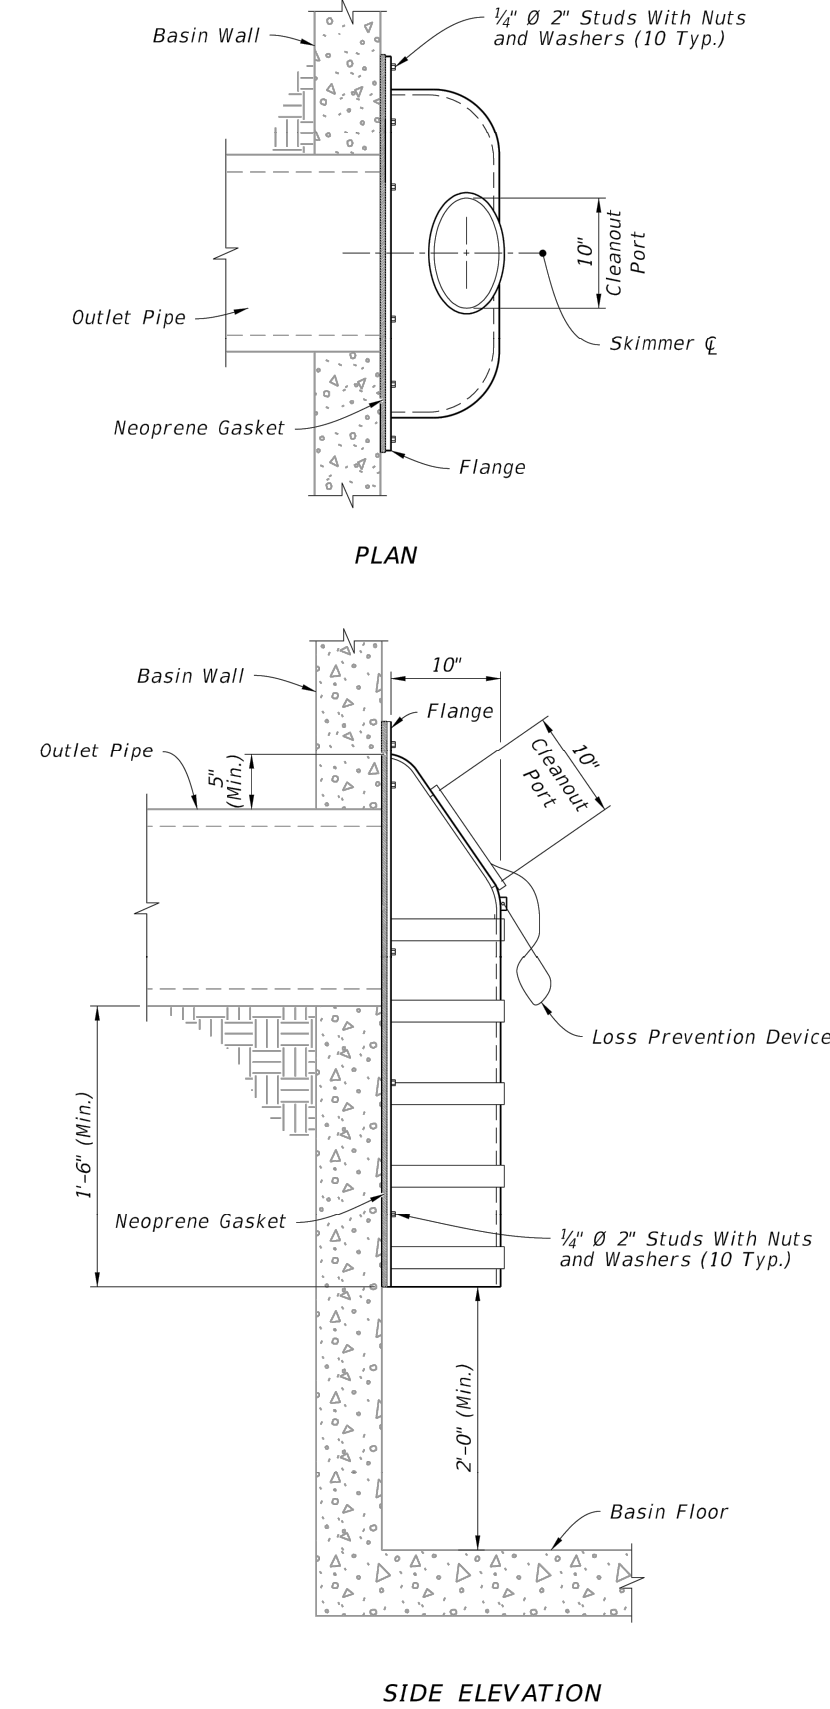 Basin Wall
¼" Ø 2" Studs With Nuts
and Washers (10 Typ.)
10"
Cleanout
Port
Outlet Pipe
Skimmer ℄
Neoprene Gasket
Flange
PLAN
10"
Basin Wall
Flange
Outlet Pipe
5"
(Min.)
10"
Cleanout
Port
Loss Prevention Device
1'-6" (Min.)
Neoprene Gasket
¼" Ø 2" Studs With Nuts
and Washers (10 Typ.)
2'-0" (Min.)
Basin Floor
SIDE ELEVATION